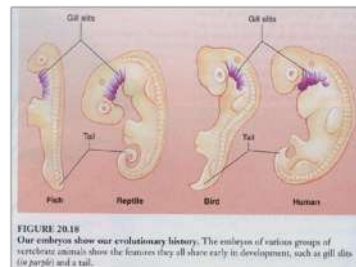 Gill slits
Gill slits
Tail
Tail
Fish
Reptile
Bird
Human
FIGURE 20.18
Our embryos show our evolutionary history. The embryos of various groups of
vertebrate animals show the features they all share early in development, such as gill slits
(in purple) and a tail.